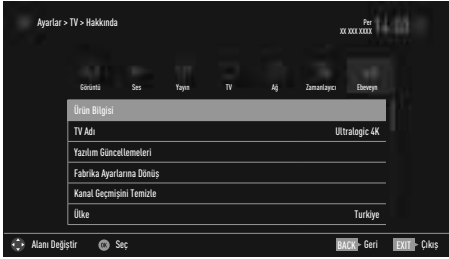 Ayarlar > TV > Hakkında
Per
XX XXX XXXX
Görüntü Ses Yayın TV Ağ Zamanlayıcı Ebeveyn
Ürün Bilgisi
TV Adı Ultralogic 4K
Yazılım Güncellemeleri
Fabrika Ayarlarına Dönüş
Kanal Geçmişini Temizle
Ülke Turkiye
Alanı Değiştir OK Seç BACK Geri EXIT Çıkış